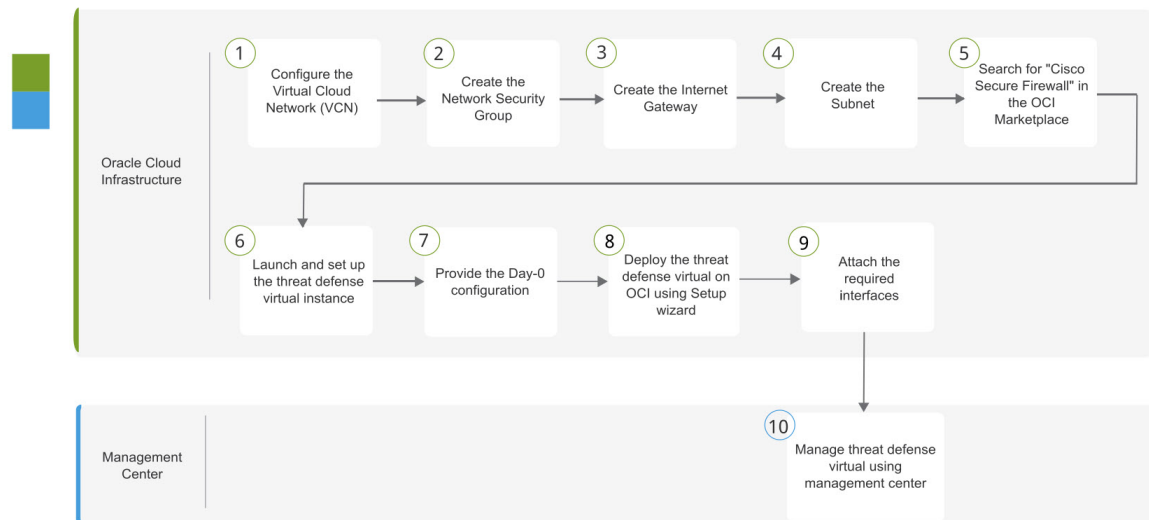 1
Configure the
Virtual Cloud
Network (VCN)
2
Create the
Network Security
Group
3
Create the Internet
Gateway
4
Create the
Subnet
5
Search for "Cisco
Secure Firewall" in
the OCI
Marketplace
Oracle Cloud
Infrastructure
6
Launch and set up
the threat defense
virtual instance
7
Provide the Day-0
configuration
8
Deploy the threat
defense virtual on
OCI using Setup
wizard
9
Attach the
required
interfaces
Management
Center
10
Manage threat defense
virtual using
management center